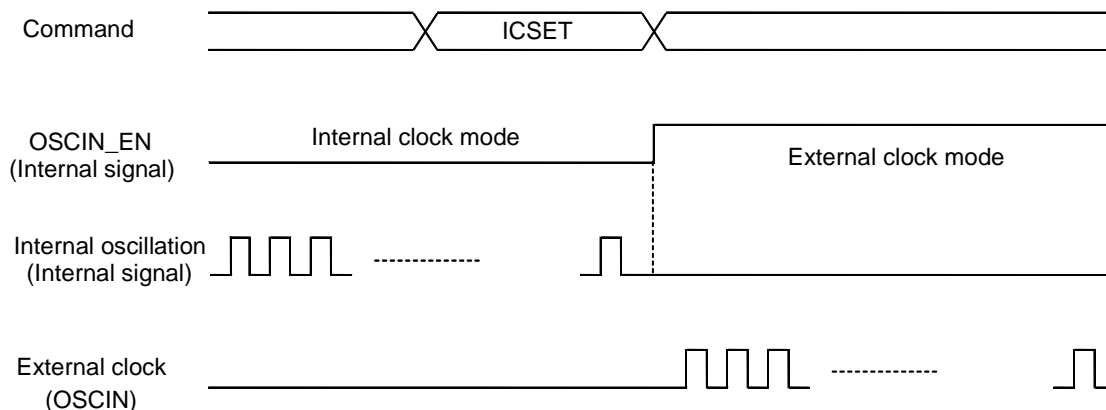 Command
ICSET
OSCIN_EN
(Internal signal)
Internal clock mode
External clock mode
Internal oscillation
(Internal signal)
External clock
(OSCIN)